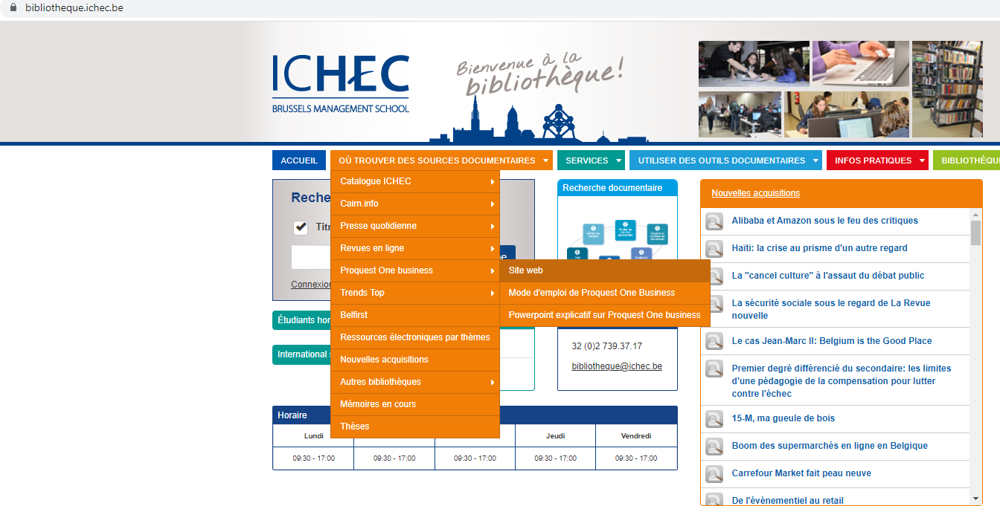 bibliotheque.ichec.be
ICHEC
BRUSSELS MANAGEMENT SCHOOL
Bienvenue à la
bibliothèque!
ACCUEIL
OÙ TROUVER DES SOURCES DOCUMENTAIRES
SERVICES
UTILISER DES OUTILS DOCUMENTAIRES
INFOS PRATIQUES
BIBLIOTHÈQU
Catalogue ICHEC
Cairn.info
Presse quotidienne
Revues en ligne
Proquest One business
Trends Top
Belfirst
Ressources électroniques par thèmes
Nouvelles acquisitions
Autres bibliothèques
Mémoires en cours
Thèses
Site web
Mode d'emploi de Proquest One Business
Powerpoint explicatif sur Proquest One business
Reche
Titr
Connexion
Étudiants hor
International s
Recherche documentaire
32 (0)2 739.37.17
bibliotheque@ichec.be
Horaire
Lundi
Jeudi
Vendredi
09:30 - 17:00
09:30 - 17:00
09:30 - 17:00
09:30 - 17:00
09:30 - 17:00
Nouvelles acquisitions
Alibaba et Amazon sous le feu des critiques
Haïti: la crise au prisme d'un autre regard
La "cancel culture" à l'assaut du débat public
La sécurité sociale sous le regard de La Revue
nouvelle
Le cas Jean-Marc II: Belgium is the Good Place
Premier degré différencié du secondaire: les limites
d'une pédagogie de la compensation pour lutter
contre l'échec
15-M, ma gueule de bois
Boom des supermarchés en ligne en Belgique
Carrefour Market fait peau neuve
De l'évènementiel au retail